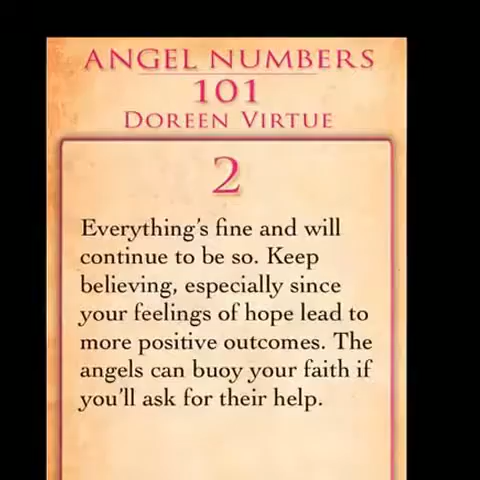 ANGEL NUMBERS
101
DOREEN VIRTUE
2
Everything's fine and will
continue to be so. Keep
believing, especially since
your feelings of hope lead to
more positive outcomes. The
angels can buoy your faith if
you'll ask for their help.